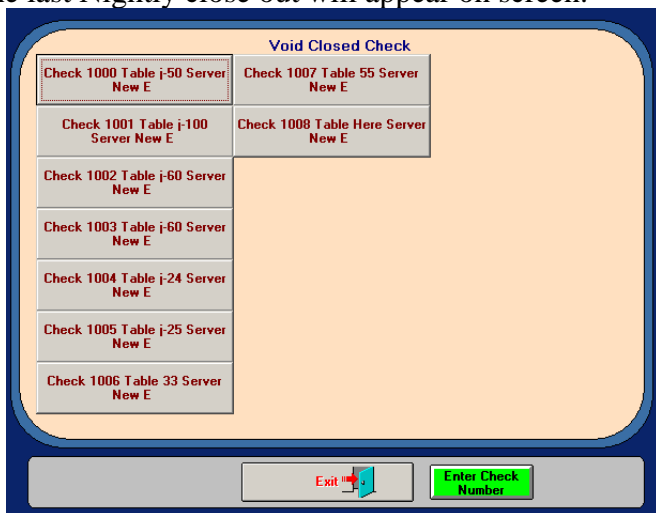 last Nightly close out will appear on screen.
Void Closed Check
Check 1000 Table j-50 Server
New E
Check 1001 Table j-100
Server New E
Check 1002 Table j-60 Server
New E
Check 1003 Table j-60 Server
New E
Check 1004 Table j-24 Server
New E
Check 1005 Table j-25 Server
New E
Check 1006 Table 33 Server
New E
Check 1007 Table 55 Server
New E
Check 1008 Table Here Server
New E
Exit
Enter Check
Number